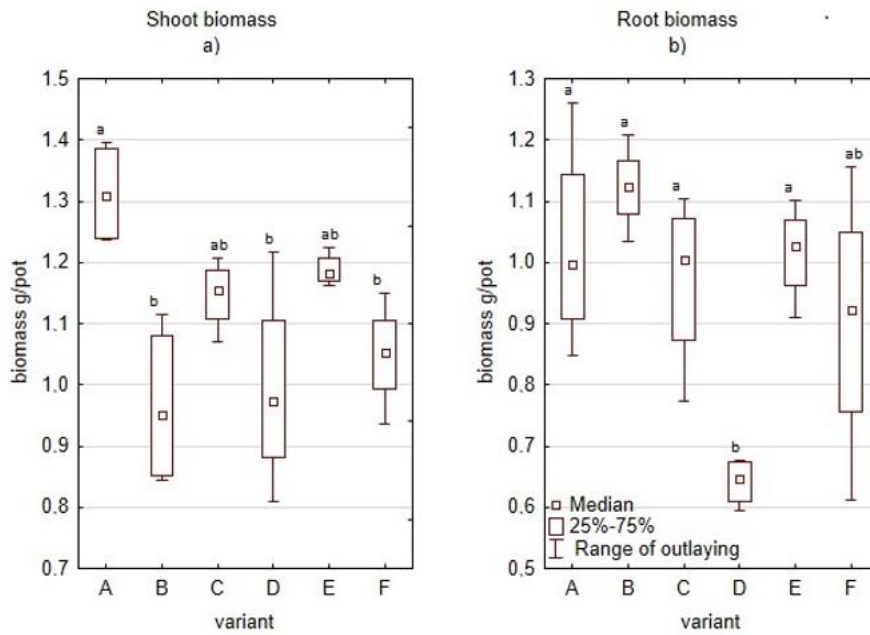 Shoot biomass
a)
biomass g/pot
1.5
1.4
1.3
1.2
1.1
1.0
0.9
0.8
0.7
a
b
ab
b
ab
b
A B C D E F
variant
Root biomass
b)
biomass g/pot
1.3
1.2
1.1
1.0
0.9
0.8
0.7
0.6
0.5
a
a
a
b
a
ab
Median
25%-75%
Range of outlaying
A B C D E F
variant